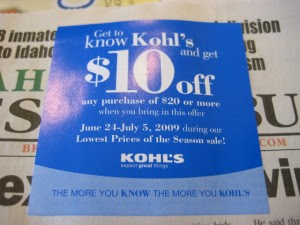 8 inmate
to Idaho
Get to
know Kohl's
and get
$10 off
any purchase of $20 or more
when you bring in this offer
June 24-July 5, 2009 during our
Lowest Prices of the Season sale!
KOHL'S
expect great things
THE MORE YOU KNOW THE MORE YOU KOHL'S